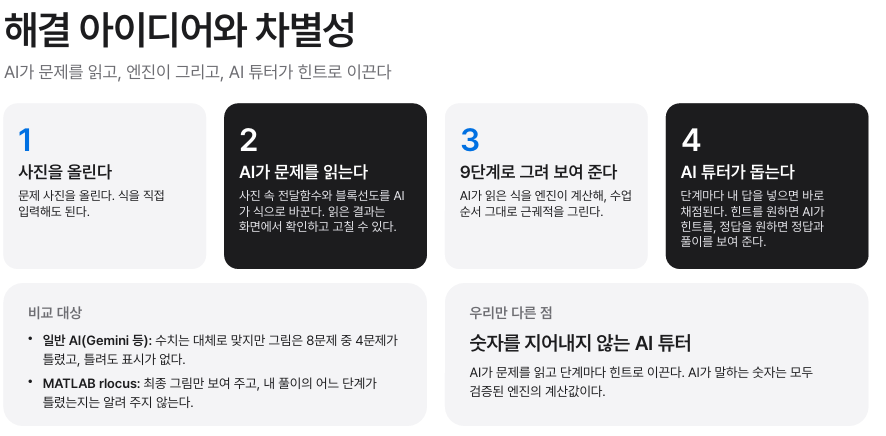 해결 아이디어와 차별성
AI가 문제를 읽고, 엔진이 그리고, AI 튜터가 힌트로 이끈다
1
사진을 올린다
문제 사진을 올린다. 식을 직접
입력해도 된다.
2
AI가 문제를 읽는다
사진 속 전달함수와 블록선도를 AI
가 식으로 바꾼다. 읽은 결과는
화면에서 확인하고 고칠 수 있다.
3
9단계로 그려 보여 준다
AI가 읽은 식을 엔진이 계산해, 수업
순서 그대로 근궤적을 그린다.
4
AI 튜터가 돕는다
단계마다 내 답을 넣으면 바로
채점된다. 힌트를 원하면 AI가
힌트를, 정답을 원하면 정답과
풀이를 보여 준다.
비교 대상
• 일반 AI(Gemini 등): 수치는 대체로 맞지만 그림은 8문제 중 4문제가
틀렸고, 틀려도 표시가 없다.
• MATLAB rlocus: 최종 그림만 보여 주고, 내 풀이의 어느 단계가
틀렸는지는 알려 주지 않는다.
우리만 다른 점
숫자를 지어내지 않는 AI 튜터
AI가 문제를 읽고 단계마다 힌트로 이끈다. AI가 말하는 숫자는 모두
검증된 엔진의 계산값이다.